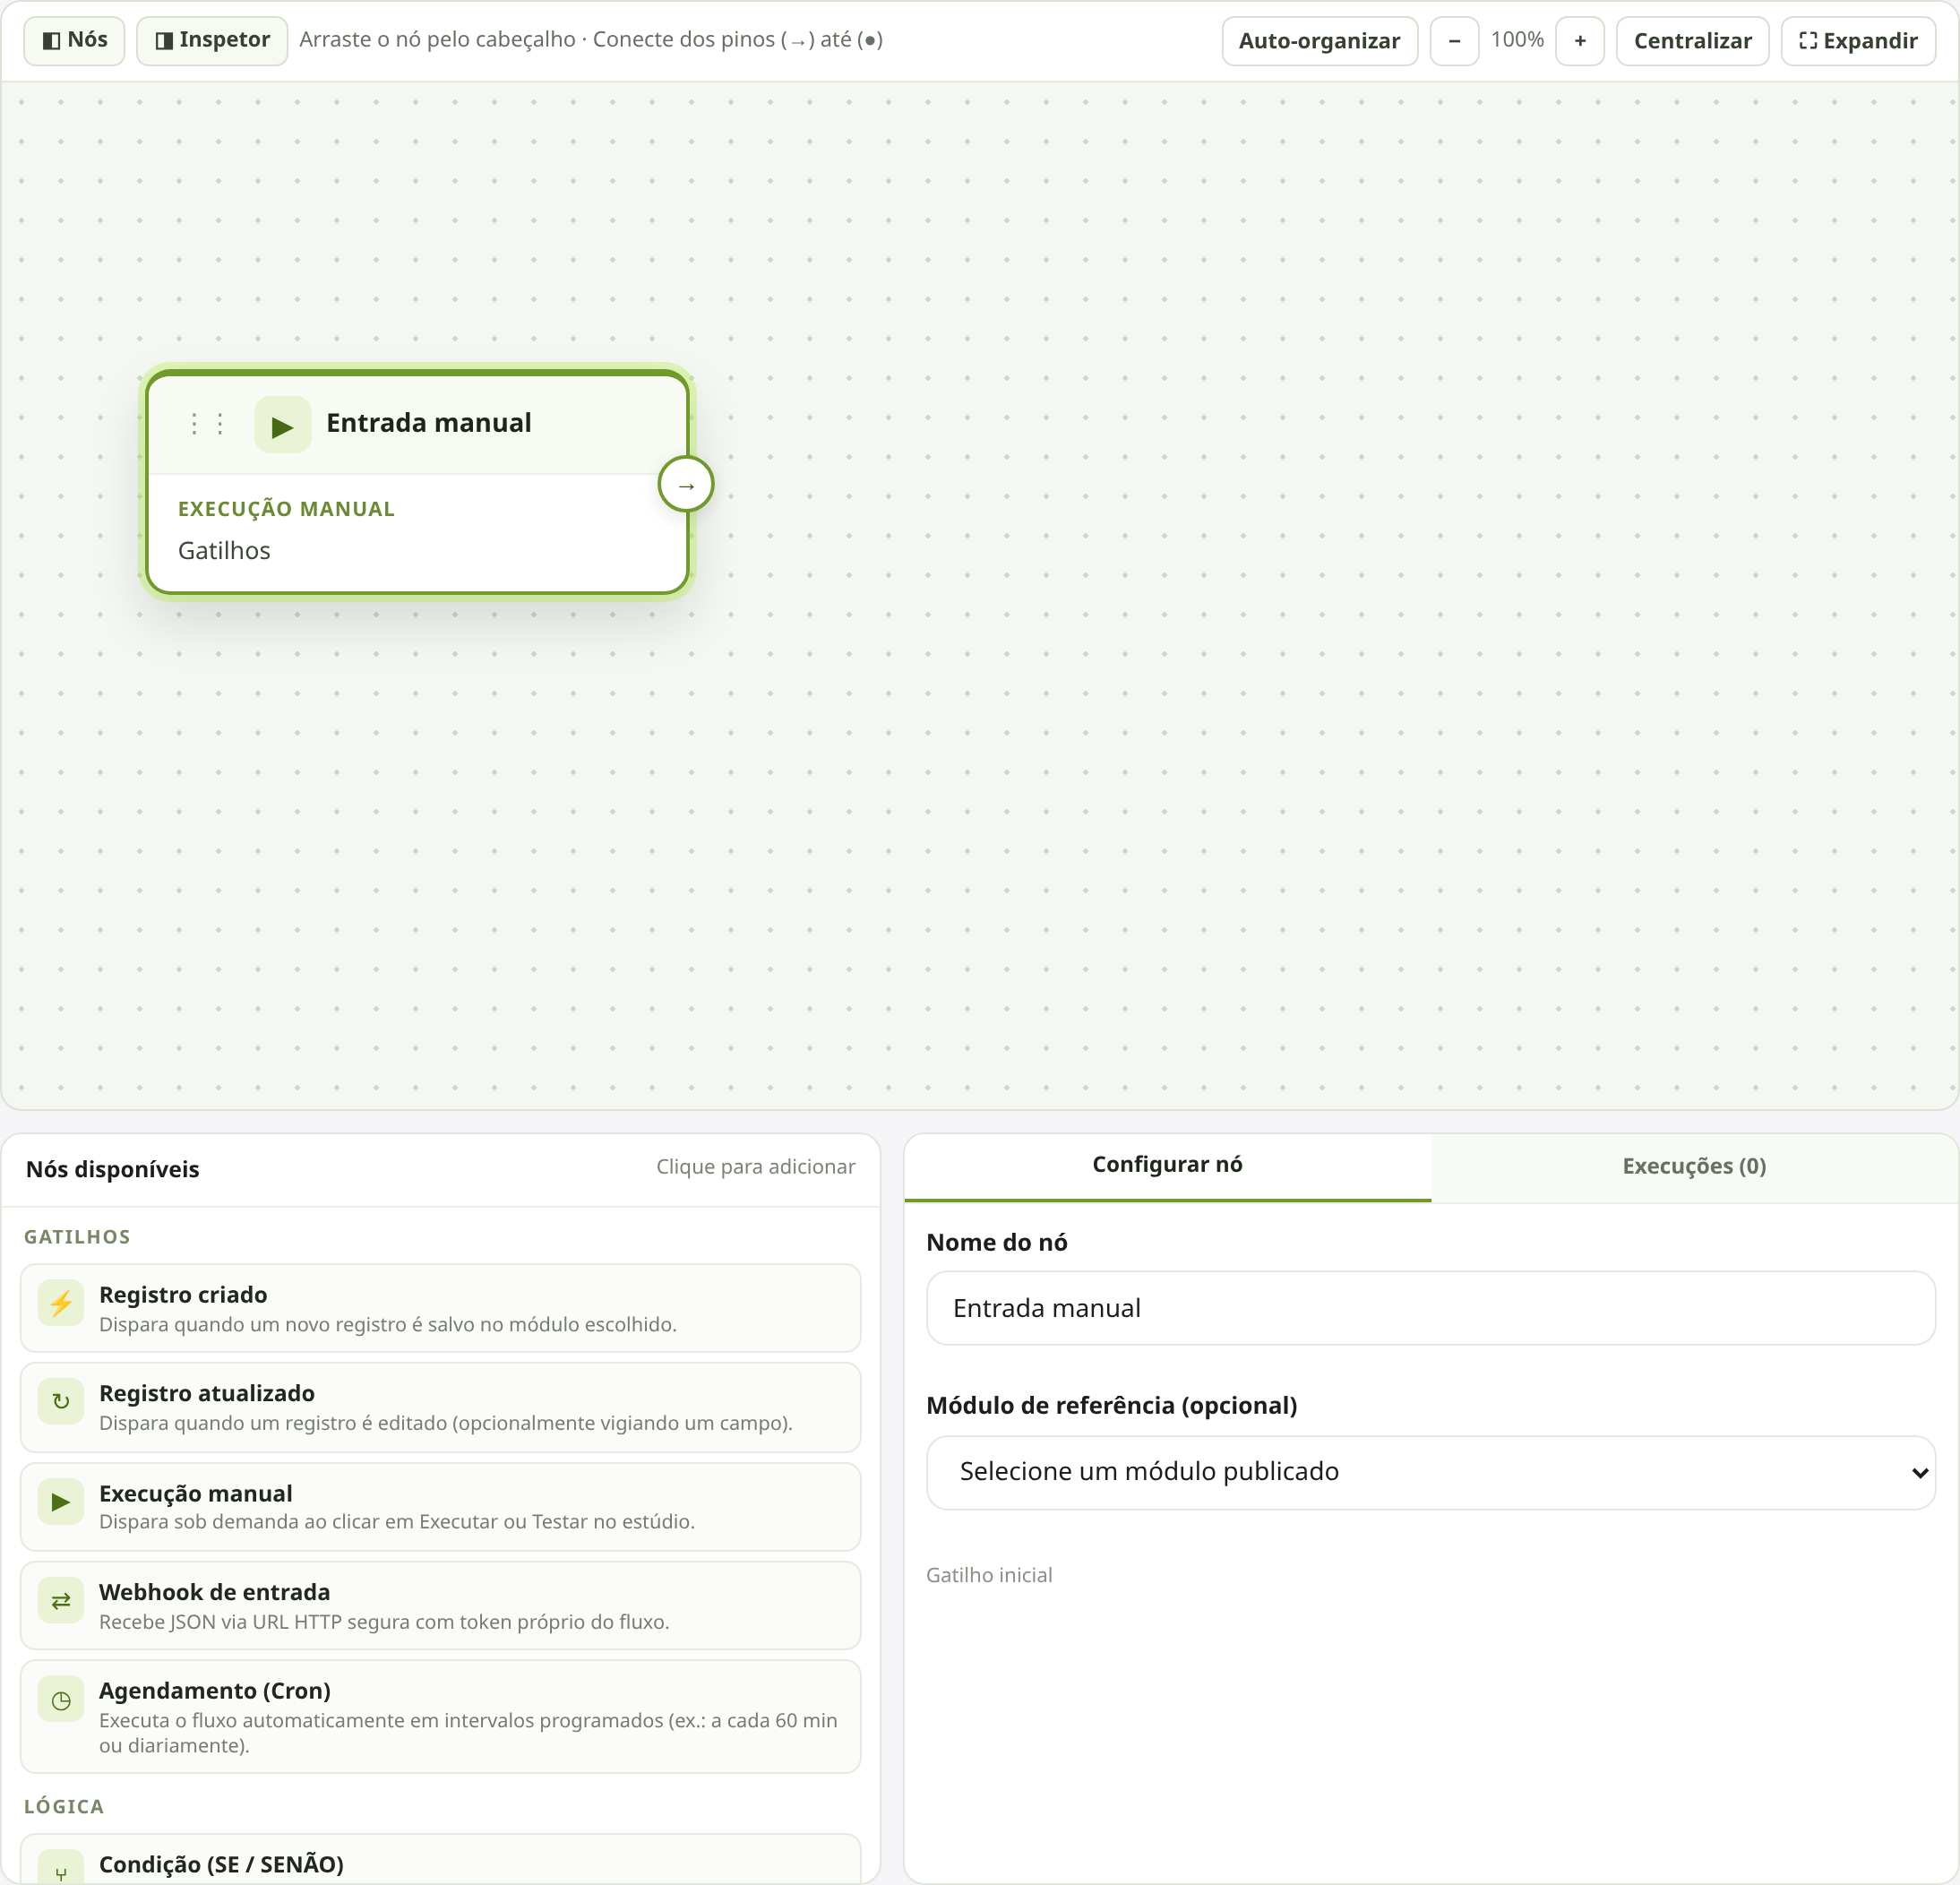 ◧ Nós
◨ Inspetor
Arraste o nó pelo cabeçalho · Conecte dos pinos (→) até (●)
Auto-organizar
−
100%
+
Centralizar
⛶ Expandir
⋮⋮
▶
Entrada manual
→
EXECUÇÃO MANUAL
Gatilhos
Nós disponíveis
Clique para adicionar
GATILHOS
⚡ Registro criado
Dispara quando um novo registro é salvo no módulo escolhido.
↻ Registro atualizado
Dispara quando um registro é editado (opcionalmente vigiando um campo).
▶ Execução manual
Dispara sob demanda ao clicar em Executar ou Testar no estúdio.
⇄ Webhook de entrada
Recebe JSON via URL HTTP segura com token próprio do fluxo.
◷ Agendamento (Cron)
Executa o fluxo automaticamente em intervalos programados (ex.: a cada 60 min
ou diariamente).
LÓGICA
⑂ Condição (SE / SENÃO)
Configurar nó
Execuções (0)
Nome do nó
Entrada manual
Módulo de referência (opcional)
Selecione um módulo publicado
Gatilho inicial